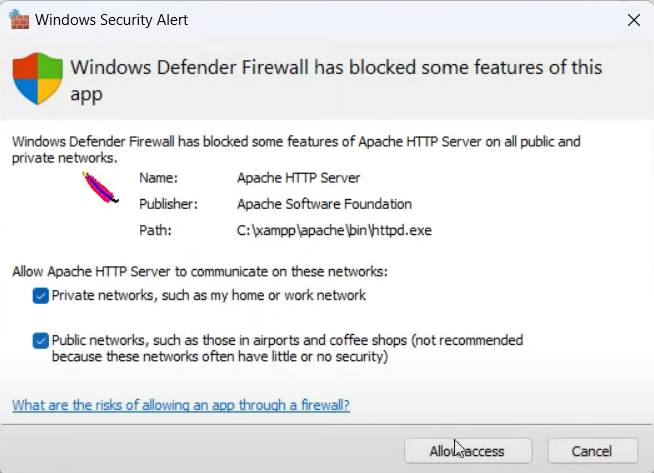 Windows Security Alert
Windows Defender Firewall has blocked some features of this
app
Windows Defender Firewall has blocked some features of Apache HTTP Server on all public and
private networks.
Name: Apache HTTP Server
Publisher: Apache Software Foundation
Path: C:\xampp\apache\bin\httpd.exe
Allow Apache HTTP Server to communicate on these networks:
Private networks, such as my home or work network
Public networks, such as those in airports and coffee shops (not recommended
because these networks often have little or no security)
What are the risks of allowing an app through a firewall?
Allow access Cancel